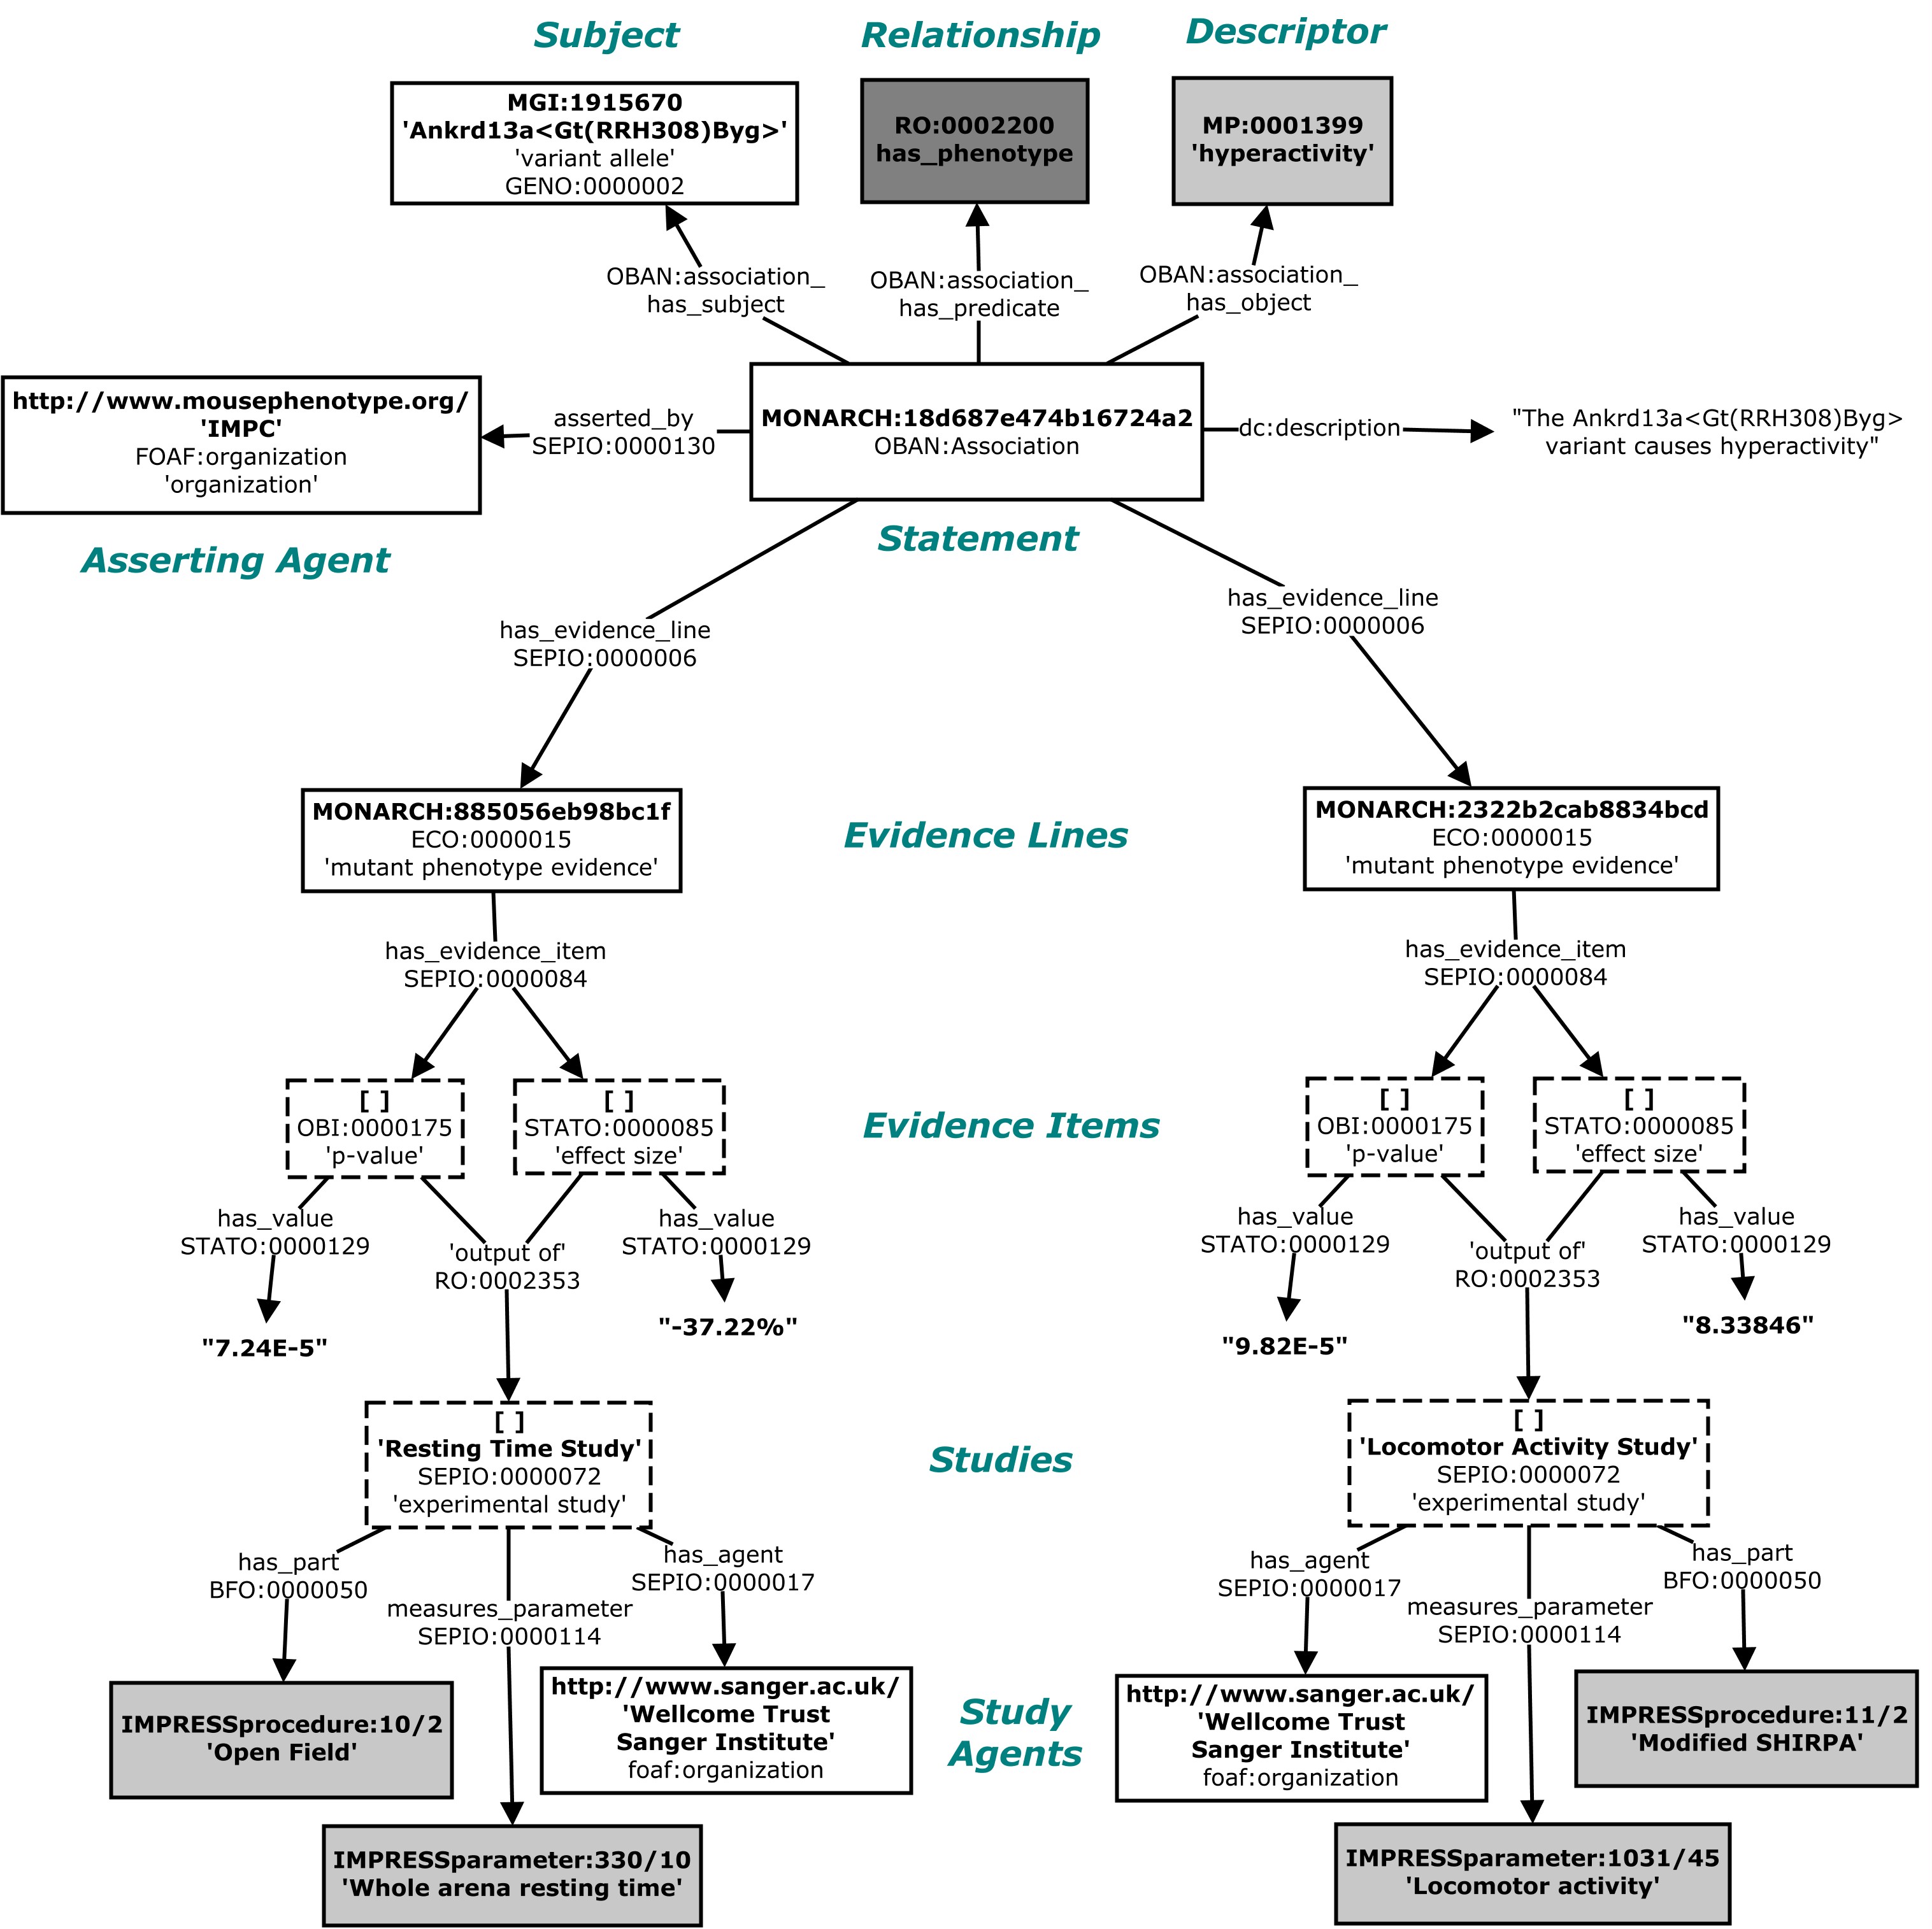 Subject
Relationship
Descriptor
MGI:1915670
'Ankrd13a<Gt(RRH308)Byg>'
'variant allele'
GENO:0000002
RO:0002200
has_phenotype
MP:0001399
'hyperactivity'
OBAN:association_
has_subject
OBAN:association_
has_predicate
OBAN:association_
has_object
http://www.mousephenotype.org/
'IMPC'
FOAF:organization
'organization'
asserted_by
SEPIO:0000130
MONARCH:18d687e474b16724a2
OBAN:Association
dc:description
"The Ankrd13a<Gt(RRH308)Byg>
variant causes hyperactivity"
Asserting Agent
Statement
has_evidence_line
SEPIO:0000006
has_evidence_line
SEPIO:0000006
MONARCH:885056eb98bc1f
ECO:0000015
'mutant phenotype evidence'
Evidence Lines
MONARCH:2322b2cab8834bcd
ECO:0000015
'mutant phenotype evidence'
has_evidence_item
SEPIO:0000084
has_evidence_item
SEPIO:0000084
[ ]
OBI:0000175
'p-value'
[ ]
STATO:0000085
'effect size'
Evidence Items
[ ]
OBI:0000175
'p-value'
[ ]
STATO:0000085
'effect size'
has_value
STATO:0000129
'output of'
RO:0002353
has_value
STATO:0000129
has_value
STATO:0000129
'output of'
RO:0002353
has_value
STATO:0000129
"7.24E-5"
"-37.22%"
"9.82E-5"
"8.33846"
[ ]
'Resting Time Study'
SEPIO:0000072
'experimental study'
Studies
[ ]
'Locomotor Activity Study'
SEPIO:0000072
'experimental study'
has_part
BFO:0000050
measures_parameter
SEPIO:0000114
has_agent
SEPIO:0000017
has_agent
SEPIO:0000017
measures_parameter
SEPIO:0000114
has_part
BFO:0000050
IMPRESSprocedure:10/2
'Open Field'
http://www.sanger.ac.uk/
'Wellcome Trust
Sanger Institute'
foaf:organization
Study
Agents
http://www.sanger.ac.uk/
'Wellcome Trust
Sanger Institute'
foaf:organization
IMPRESSprocedure:11/2
'Modified SHIRPA'
IMPRESSparameter:330/10
'Whole arena resting time'
IMPRESSparameter:1031/45
'Locomotor activity'